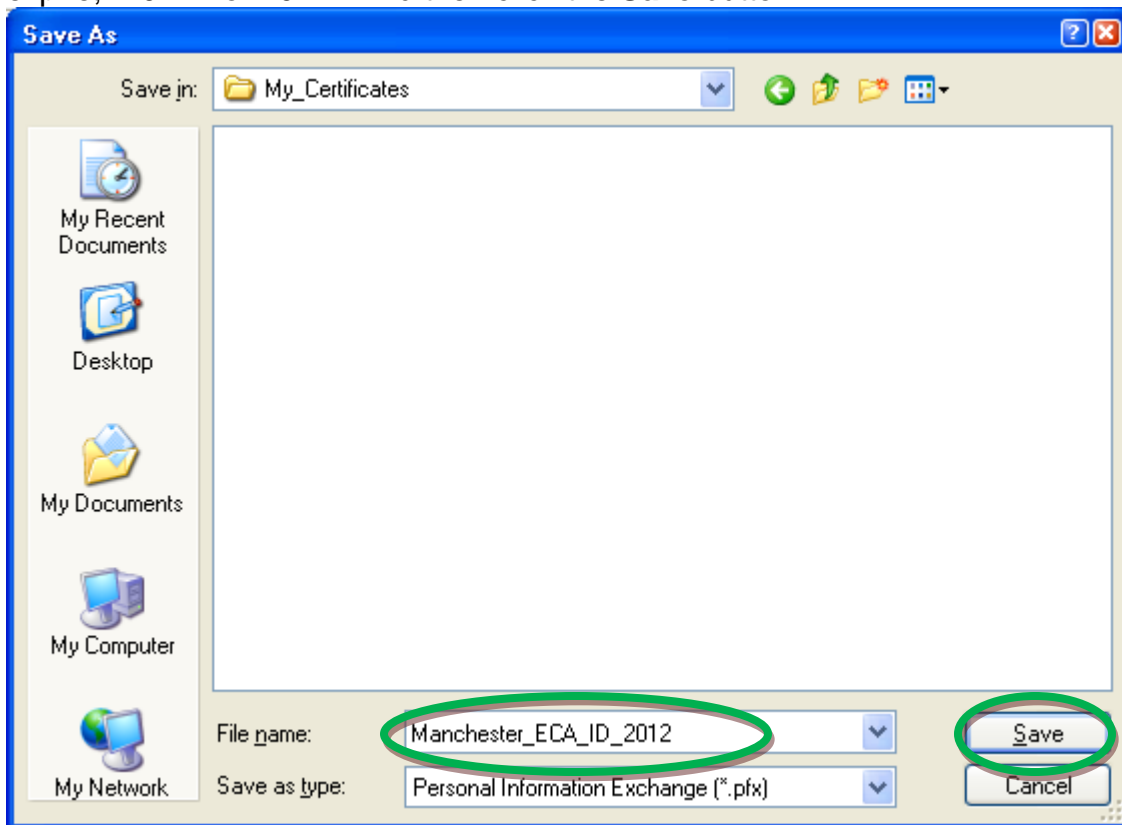 Save As
Save in: My_Certificates
My Recent
Documents
Desktop
My Documents
My Computer
My Network
File name: Manchester_ECA_ID_2012 Save
Save as type: Personal Information Exchange (*.pfx) Cancel